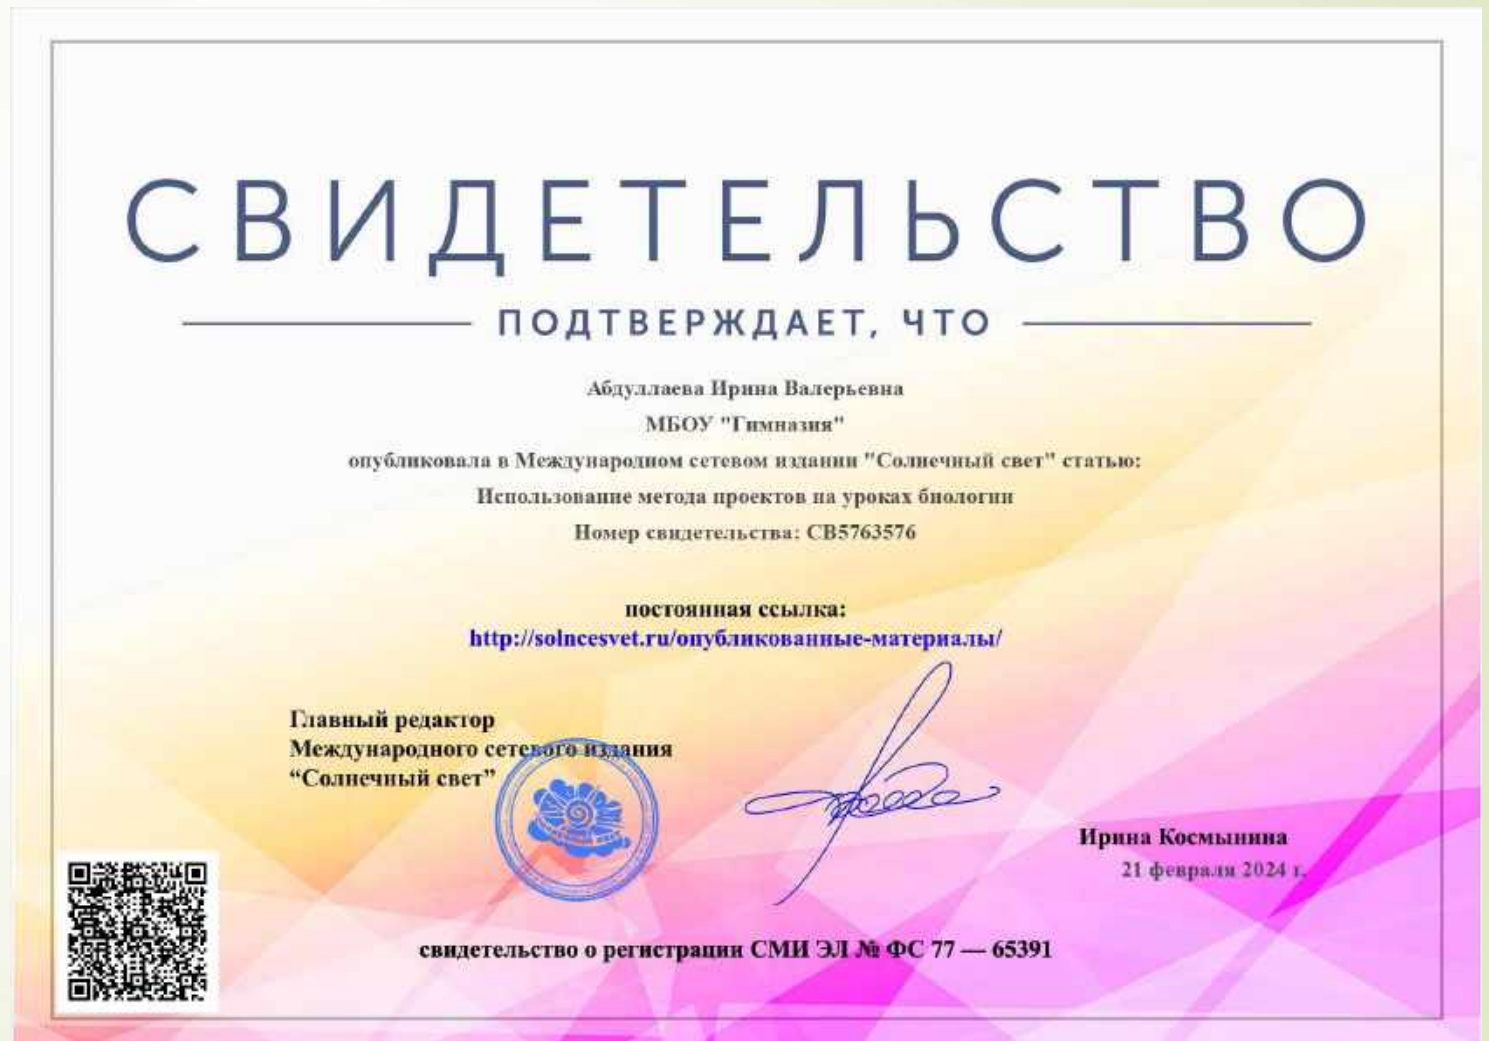 СВИДЕТЕЛЬСТВО
ПОДТВЕРЖДАЕТ, ЧТО
Абдуллаева Ирина Валерьевна
МБОУ "Гимназия"
опубликовала в Международном сетевом издании "Солнечный свет" статью:
Использование метода проектов на уроках биологии
Номер свидетельства: СВ5763576
постоянная ссылка:
http://solncesvet.ru/опубликованные-материалы/
Главный редактор
Международного сетевого издания
“Солнечный свет”
Ирина Космынина
21 февраля 2024 г.
свидетельство о регистрации СМИ ЭЛ № ФС 77 — 65391